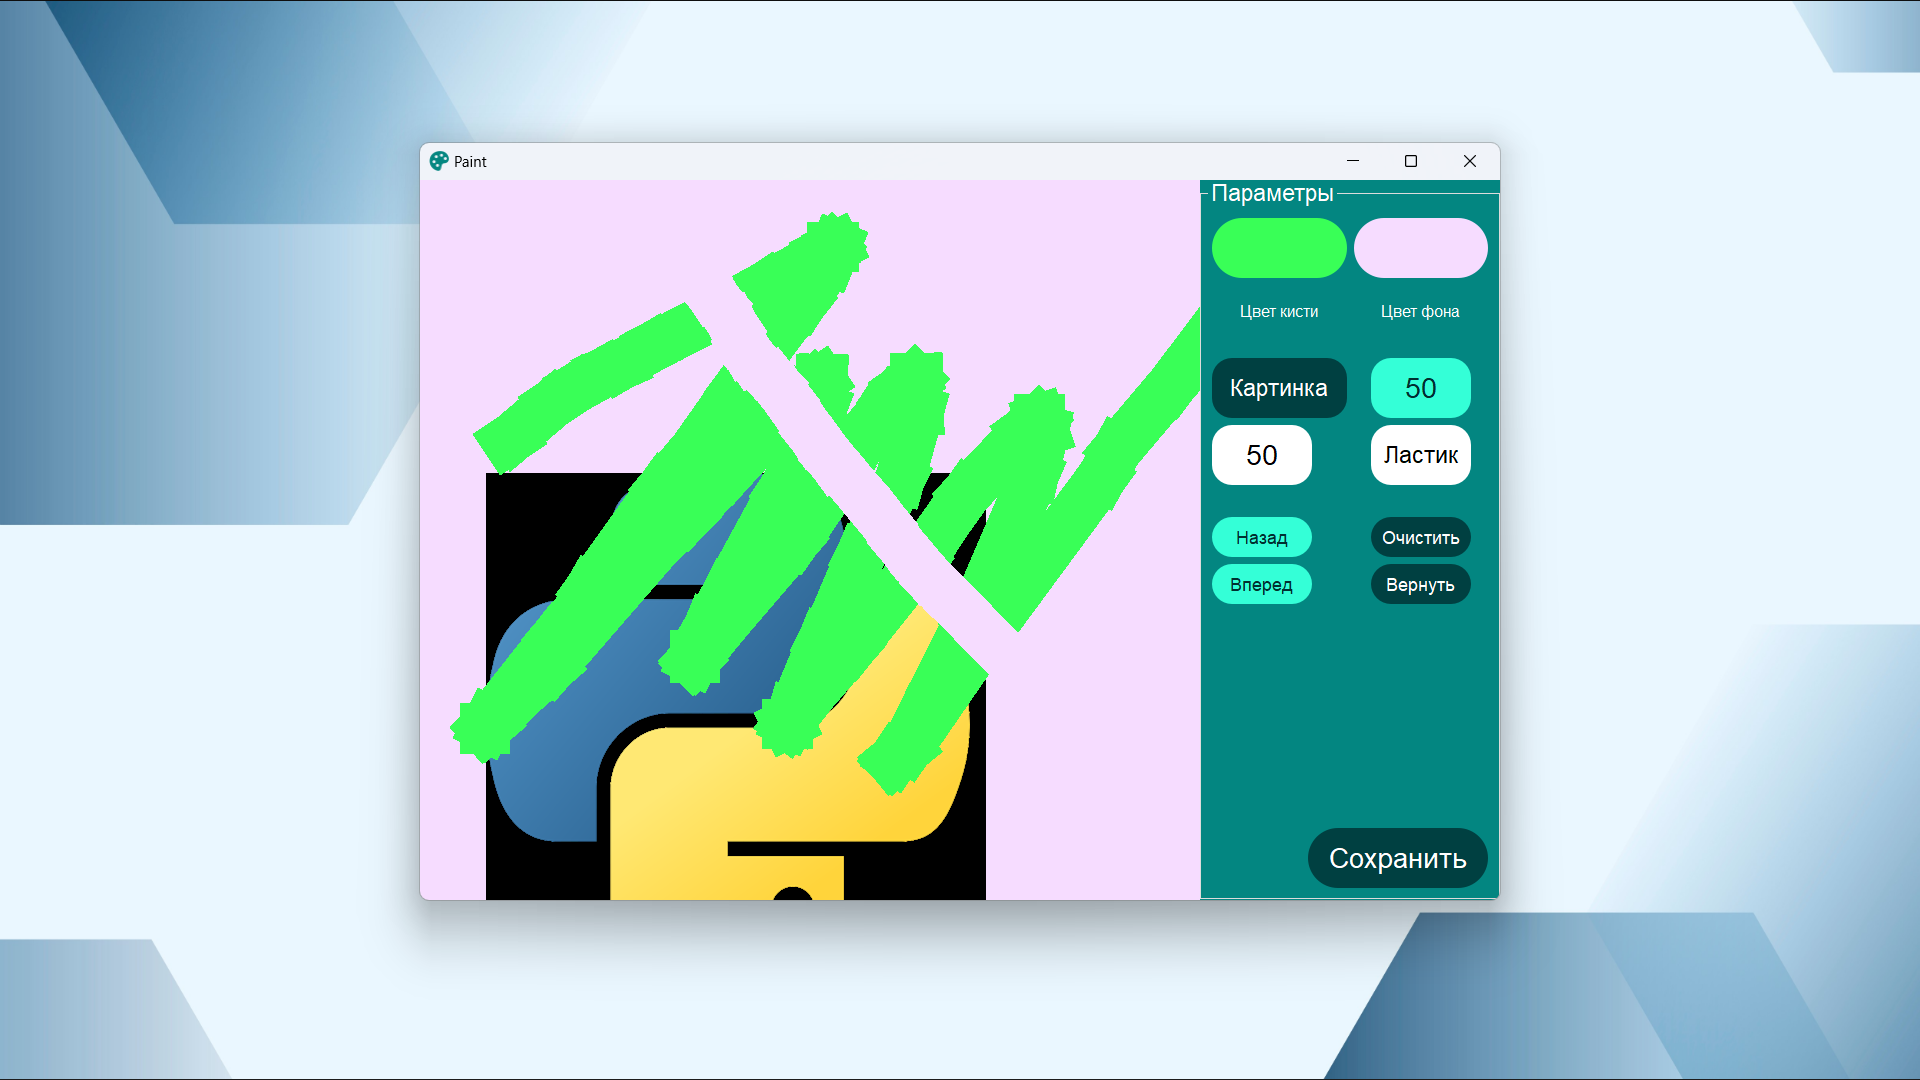 Paint
Параметры
Цвет кисти
Цвет фона
Картинка
50
50
Ластик
Назад
Очистить
Вперед
Вернуть
Сохранить